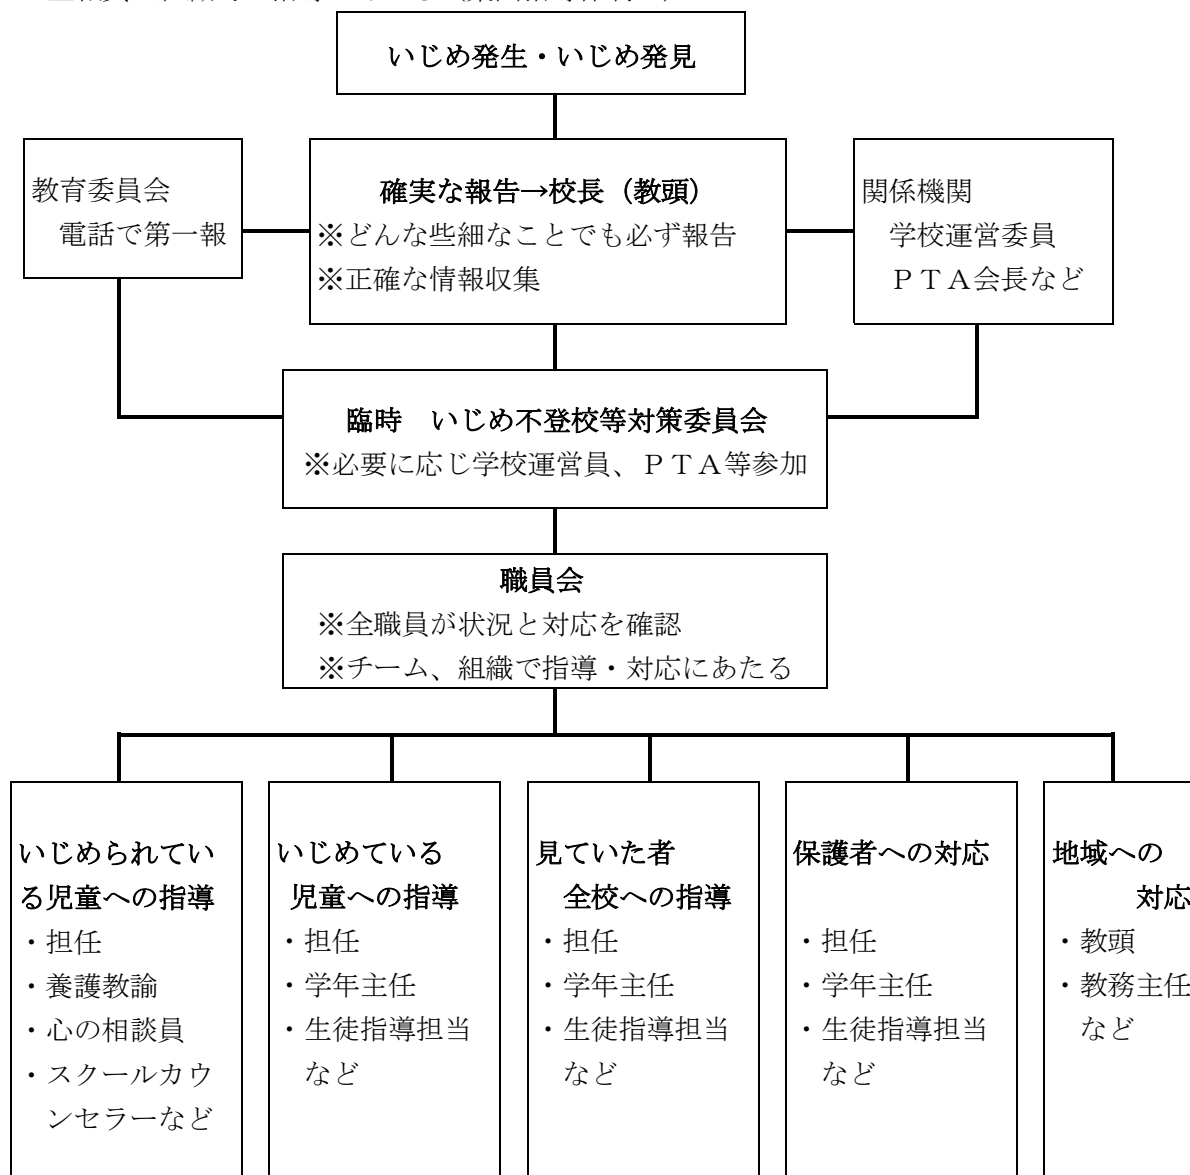 いじめ発生・いじめ発見
教育委員会
電話で第一報
確実な報告→校長（教頭）
※どんな些細なことでも必ず報告
※正確な情報収集
関係機関
学校運営委員
ＰＴＡ会長など
臨時　いじめ不登校等対策委員会
※必要に応じ学校運営員、ＰＴＡ等参加
職員会
※全職員が状況と対応を確認
※チーム、組織で指導・対応にあたる
いじめられてい
る児童への指導
・担任
・養護教諭
・心の相談員
・スクールカウ
ンセラーなど
いじめている
児童への指導
・担任
・学年主任
・生徒指導担当
など
見ていた者
全校への指導
・担任
・学年主任
・生徒指導担当
など
保護者への対応
・担任
・学年主任
・生徒指導担当
など
地域への
対応
・教頭
・教務主任
など